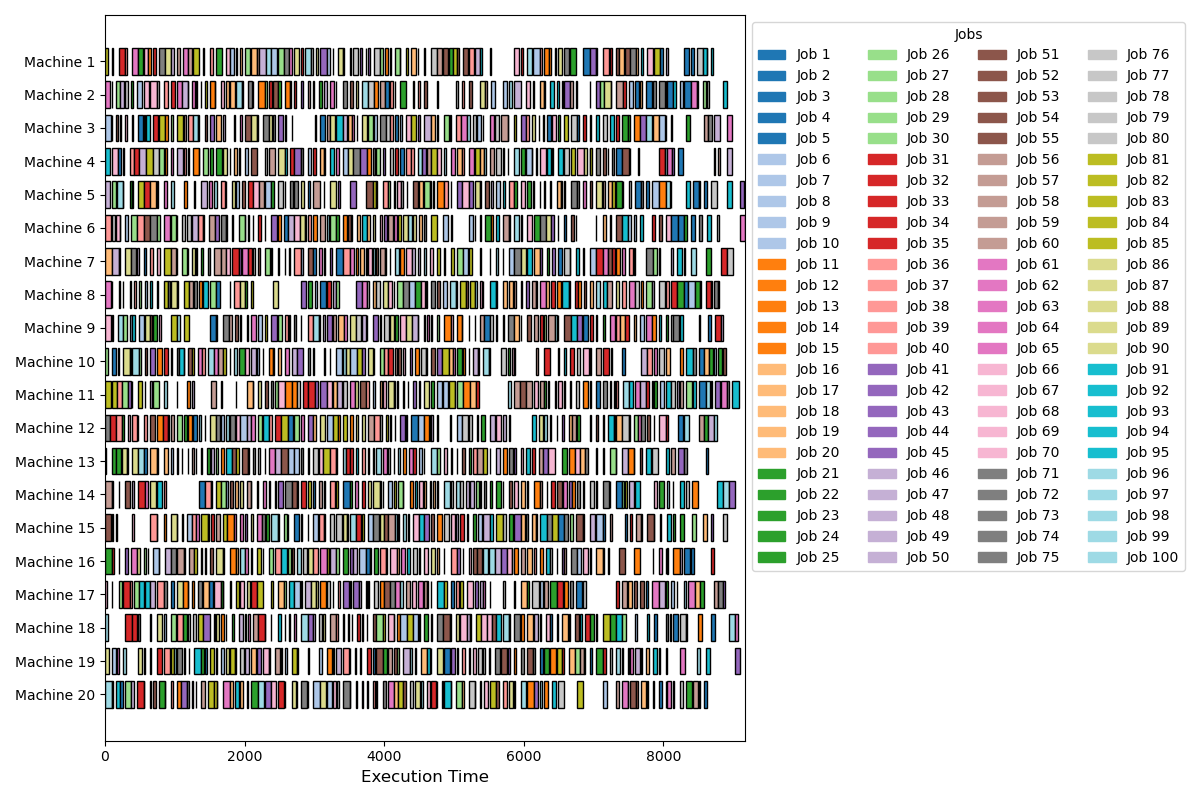 Machine 1
Machine 2
Machine 3
Machine 4
Machine 5
Machine 6
Machine 7
Machine 8
Machine 9
Machine 10
Machine 11
Machine 12
Machine 13
Machine 14
Machine 15
Machine 16
Machine 17
Machine 18
Machine 19
Machine 20
0 2000 4000 6000 8000
Execution Time
Jobs
Job 1 Job 26 Job 51 Job 76
Job 2 Job 27 Job 52 Job 77
Job 3 Job 28 Job 53 Job 78
Job 4 Job 29 Job 54 Job 79
Job 5 Job 30 Job 55 Job 80
Job 6 Job 31 Job 56 Job 81
Job 7 Job 32 Job 57 Job 82
Job 8 Job 33 Job 58 Job 83
Job 9 Job 34 Job 59 Job 84
Job 10 Job 35 Job 60 Job 85
Job 11 Job 36 Job 61 Job 86
Job 12 Job 37 Job 62 Job 87
Job 13 Job 38 Job 63 Job 88
Job 14 Job 39 Job 64 Job 89
Job 15 Job 40 Job 65 Job 90
Job 16 Job 41 Job 66 Job 91
Job 17 Job 42 Job 67 Job 92
Job 18 Job 43 Job 68 Job 93
Job 19 Job 44 Job 69 Job 94
Job 20 Job 45 Job 70 Job 95
Job 21 Job 46 Job 71 Job 96
Job 22 Job 47 Job 72 Job 97
Job 23 Job 48 Job 73 Job 98
Job 24 Job 49 Job 74 Job 99
Job 25 Job 50 Job 75 Job 100